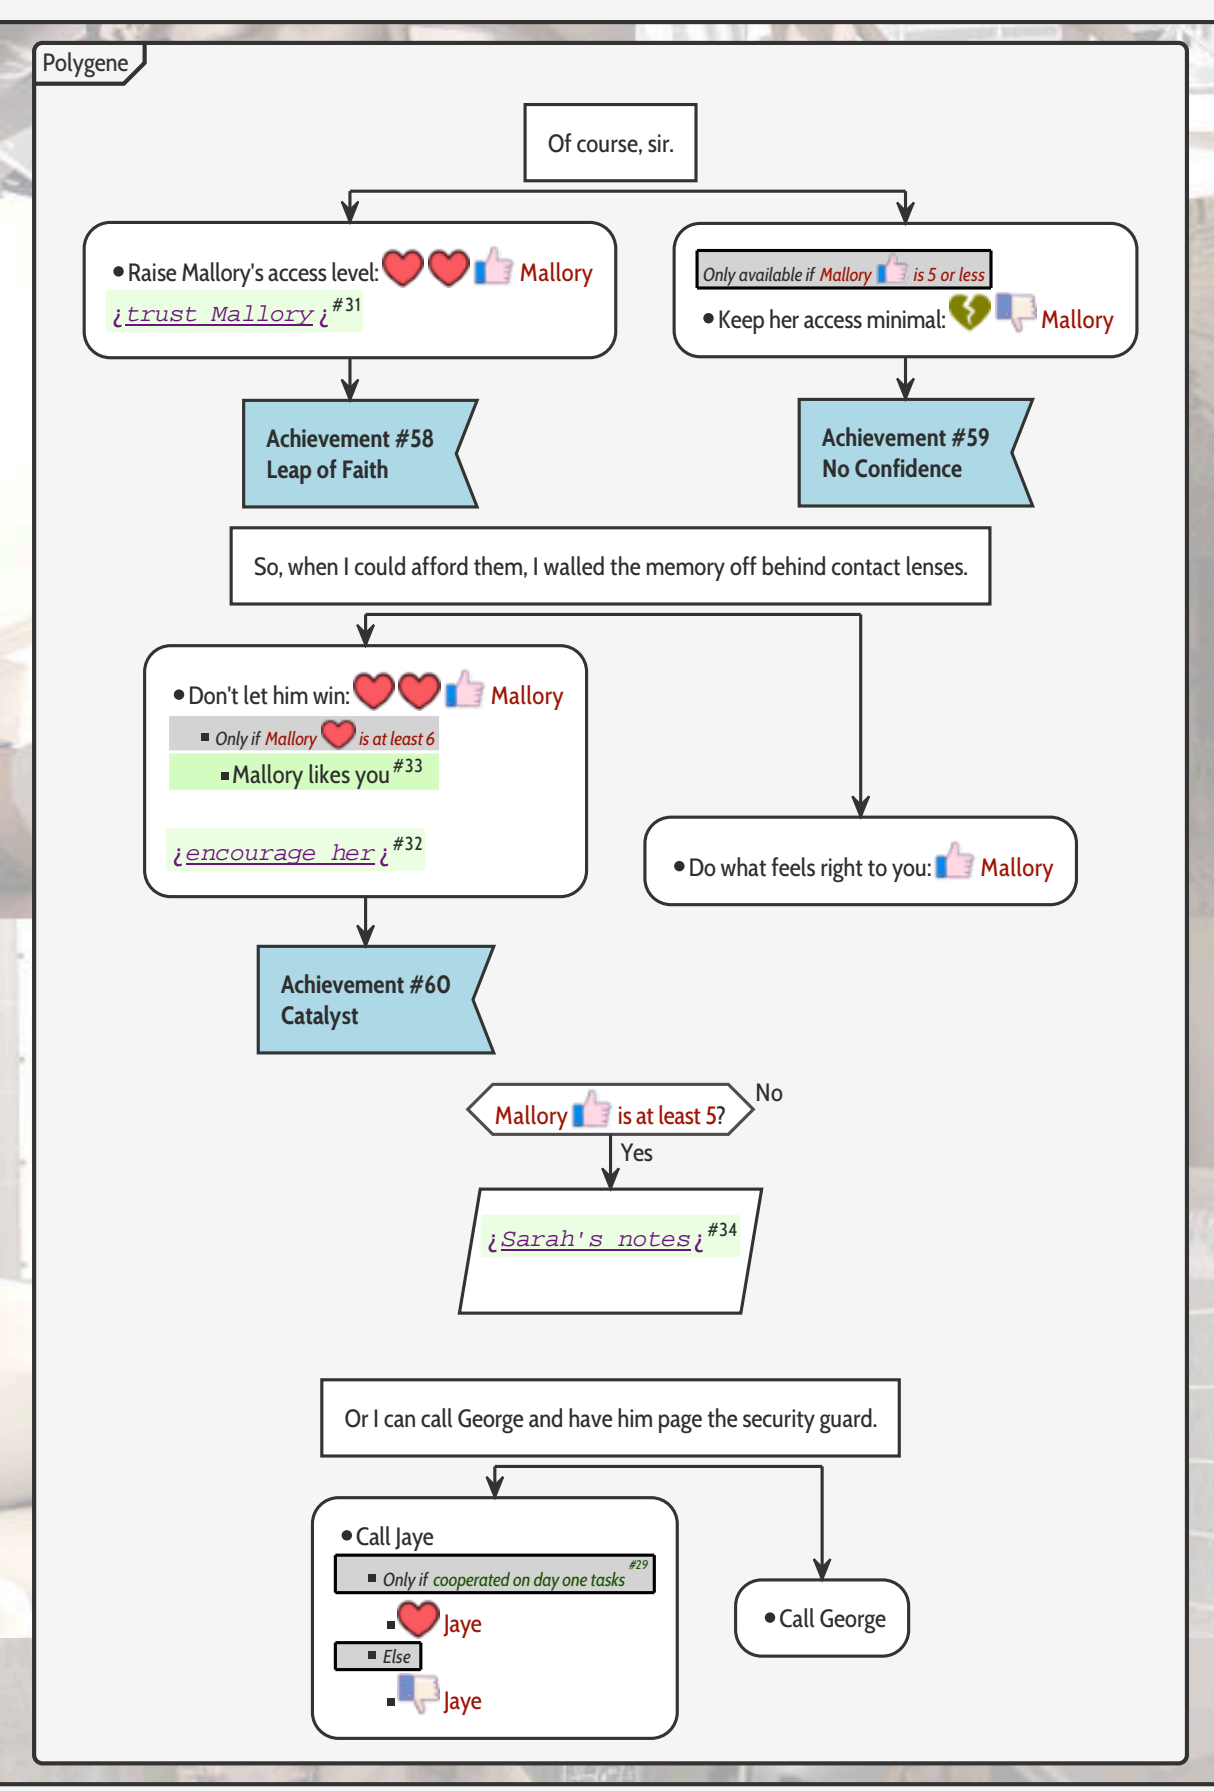 Polygene
Of course, sir.
• Raise Mallory's access level: Mallory
¿trust Mallory¿ #31
Only available if Mallory is 5 or less
• Keep her access minimal: Mallory
Achievement #58
Leap of Faith
Achievement #59
No Confidence
So, when I could afford them, I walled the memory off behind contact lenses.
• Don't let him win: Mallory
▪ Only if Mallory is at least 6
▪ Mallory likes you #33
¿encourage her¿ #32
• Do what feels right to you: Mallory
Achievement #60
Catalyst
Mallory is at least 5?
No
Yes
¿Sarah's notes¿ #34
Or I can call George and have him page the security guard.
• Call Jaye
▪ Only if cooperated on day one tasks #29
▪ Jaye
▪ Else
▪ Jaye
• Call George